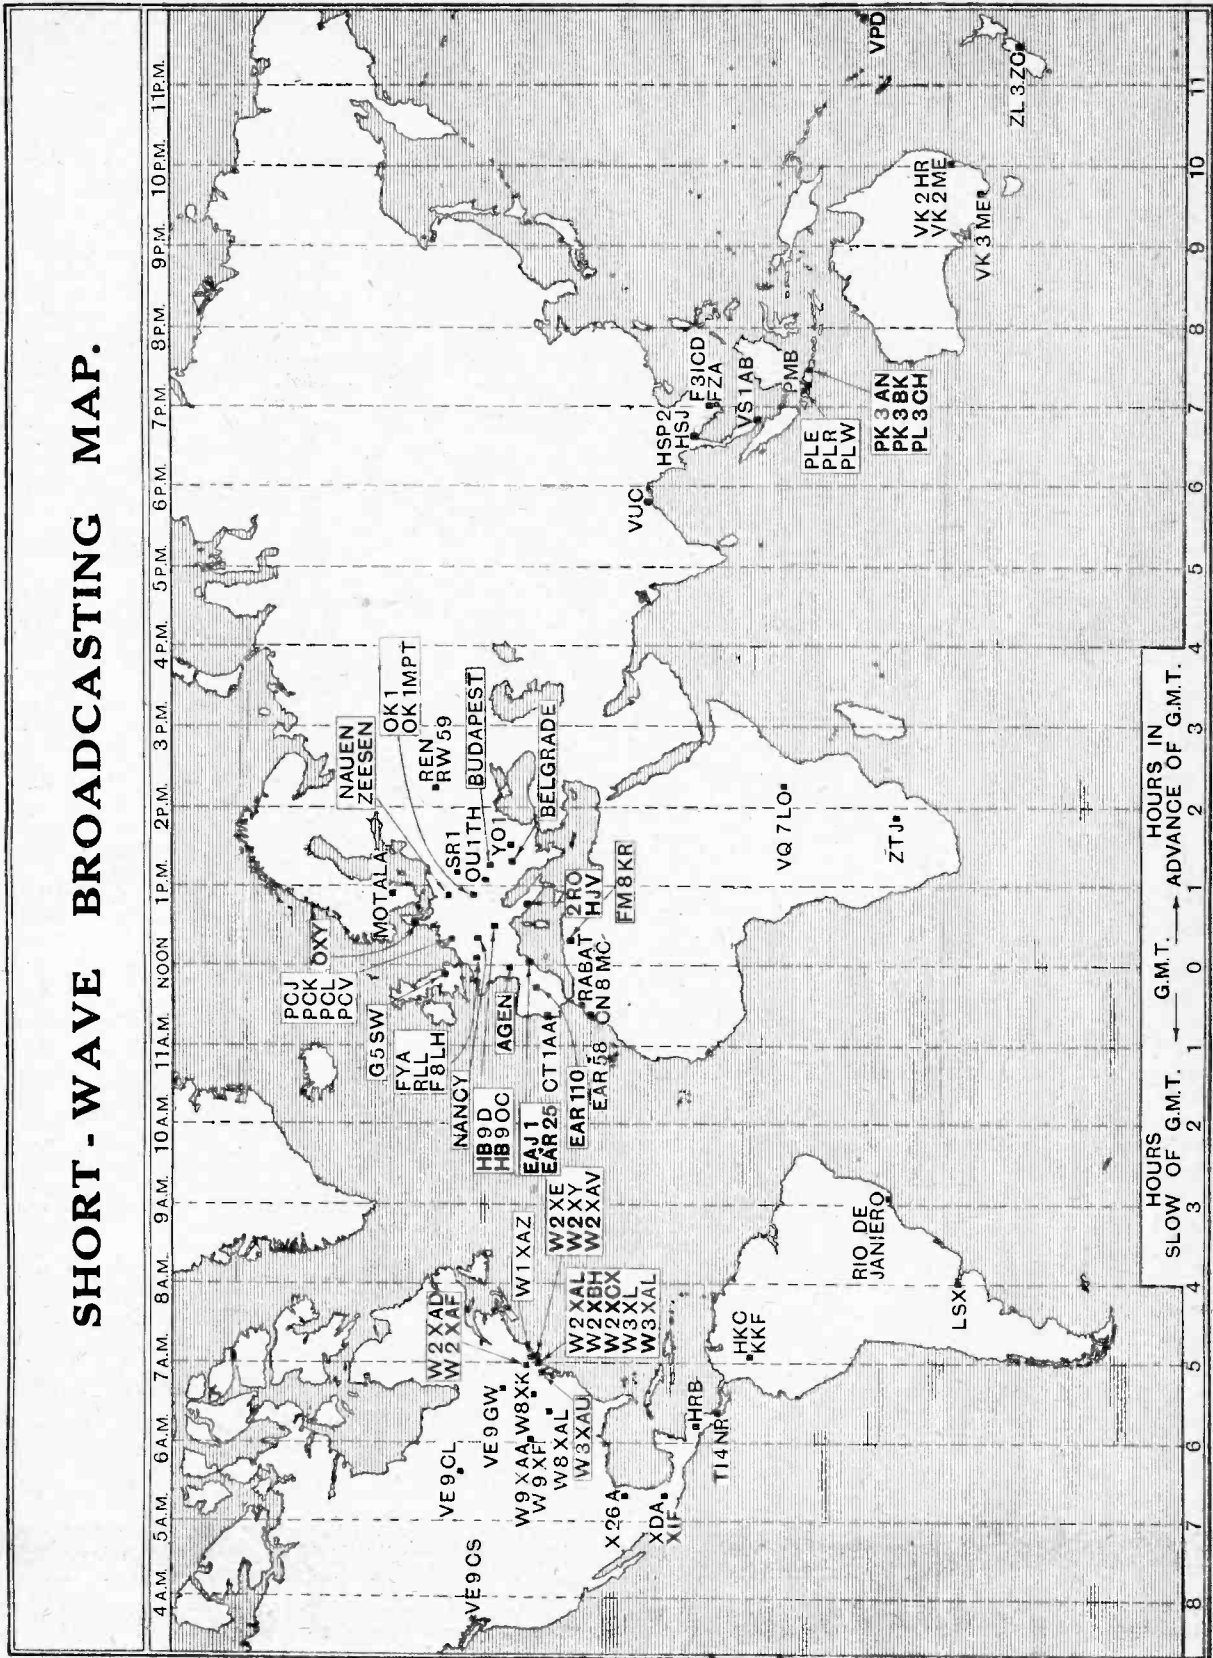 SHORT-WAVE BROADCASTING MAP.
4 A.M. 5 A.M. 6 A.M. 7 A.M. 8 A.M. 9 A.M. 10 A.M. 11 A.M. NOON 1 P.M. 2 P.M. 3 P.M. 4 P.M. 5 P.M. 6 P.M. 7 P.M. 8 P.M. 9 P.M. 10 P.M. 11 P.M.
VE9CS
VE9CL
VE9GW
W9XAA
W9XF
W8XK
W8XAL
W3XAU
W2XAD
W2XAF
W1XAZ
W2XE
W2XY
W2XAV
W2XAL
W2XBH
W2XCX
W3XL
W3XAL
X26A
XDA
XIF
HRB
TI4NR
HKC
KKF
RIO DE
JANIERO
LSX
PCJ
PCK
PCL
PCV
OXY
MOTALA
NAUEN
ZEESEN
OK1
OK1MPT
REN
RW59
G5SW
FYA
RLL
F8LH
NANCY
HB9D
HB9OC
AGEN
EAJ1
EAR25
CT1AA
EAR110
EAR58
RABAT
CN8MC
SR1
OU1TH
BUDAPEST
YO1
BELGRADE
2RO
HJV
FM8KR
VQ7LO
ZTJ
VUC
HSP2
HSJ
F3ICD
FZA
VS1AB
PMB
PLE
PLR
PLW
PK3AN
PK3BK
PL3CH
VK2HR
VK2ME
VK3ME
ZL3ZC
VPD
HOURS
SLOW OF G.M.T.
G.M.T.
HOURS IN
ADVANCE OF G.M.T.
8 7 6 5 4 3 2 1 0 1 2 3 4 5 6 7 8 9 10 11